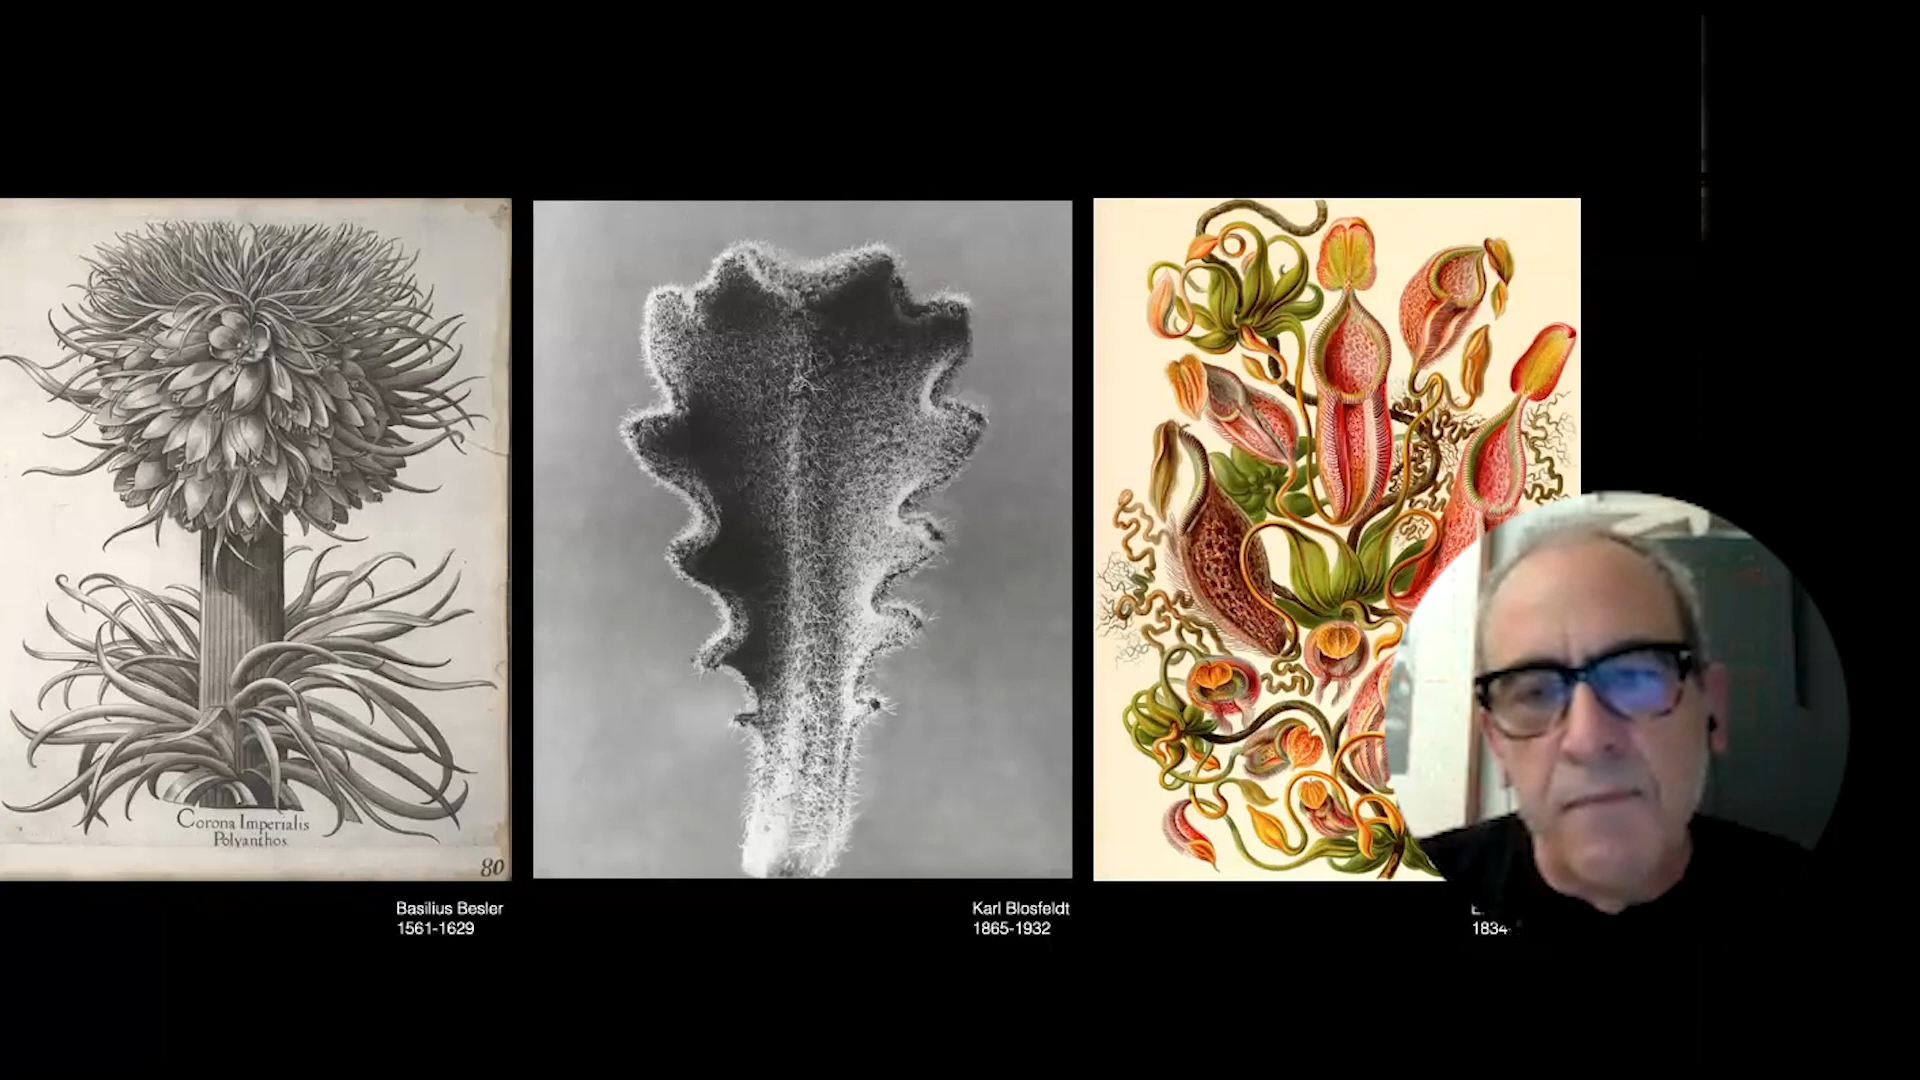 Corona Imperialis
Polyanthos.
80
Basilius Besler
1561-1629
Karl Blosfeldt
1865-1932
1834-